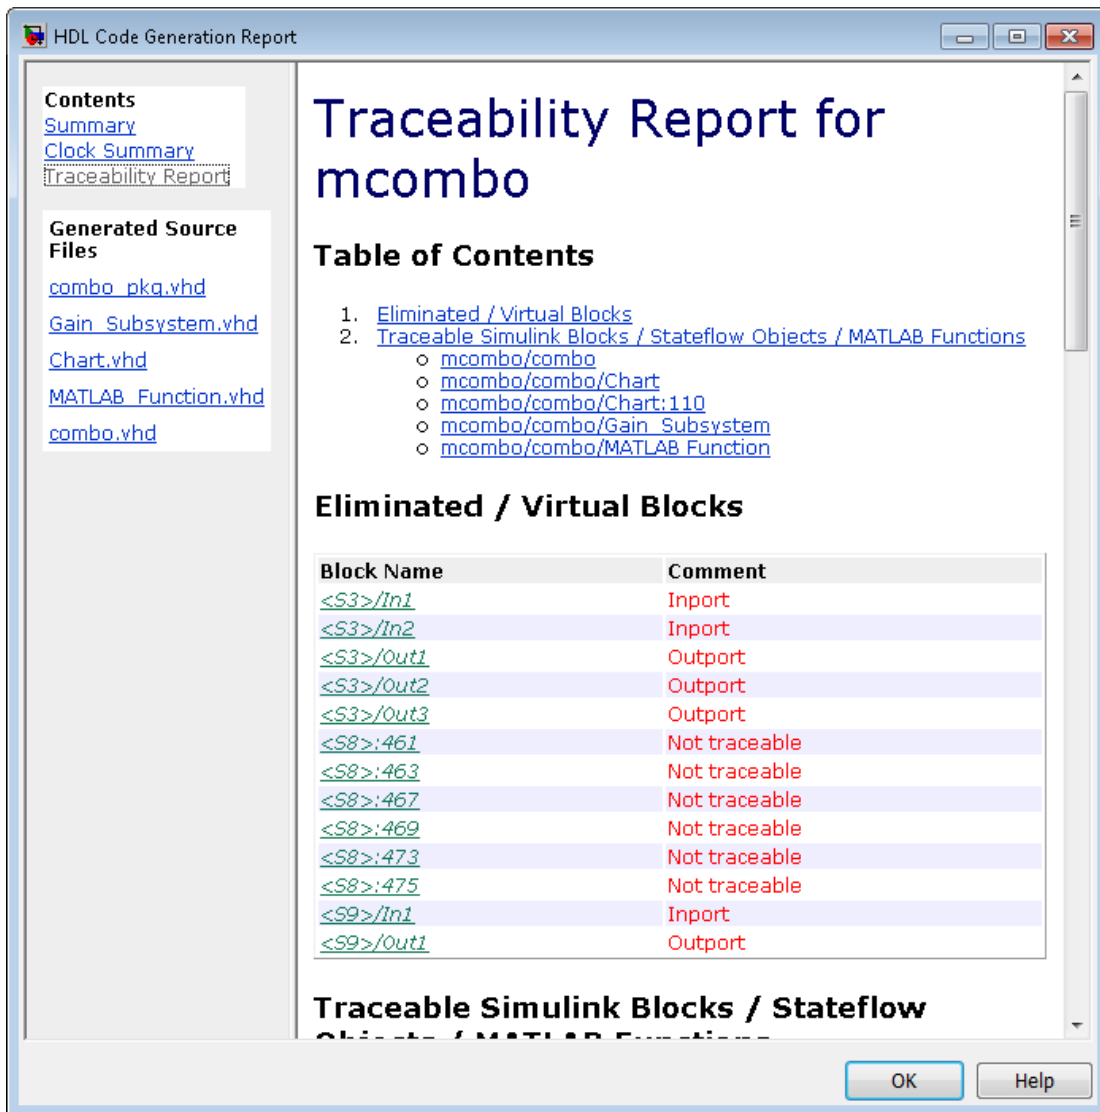 HDL Code Generation Report
Contents
Summary
Clock Summary
Traceability Report
Generated Source
Files
combo_pkg.vhd
Gain_Subsystem.vhd
Chart.vhd
MATLAB_Function.vhd
combo.vhd
Traceability Report for
mcombo
Table of Contents
1. Eliminated / Virtual Blocks
2. Traceable Simulink Blocks / Stateflow Objects / MATLAB Functions
mcombo/combo
mcombo/combo/Chart
mcombo/combo/Chart:110
mcombo/combo/Gain_Subsystem
mcombo/combo/MATLAB Function
Eliminated / Virtual Blocks
Block Name Comment
<S3>/In1 Inport
<S3>/In2 Inport
<S3>/Out1 Outport
<S3>/Out2 Outport
<S3>/Out3 Outport
<S8>:461 Not traceable
<S8>:463 Not traceable
<S8>:467 Not traceable
<S8>:469 Not traceable
<S8>:473 Not traceable
<S8>:475 Not traceable
<S9>/In1 Inport
<S9>/Out1 Outport
Traceable Simulink Blocks / Stateflow
Objects / MATLAB Functions
OK Help